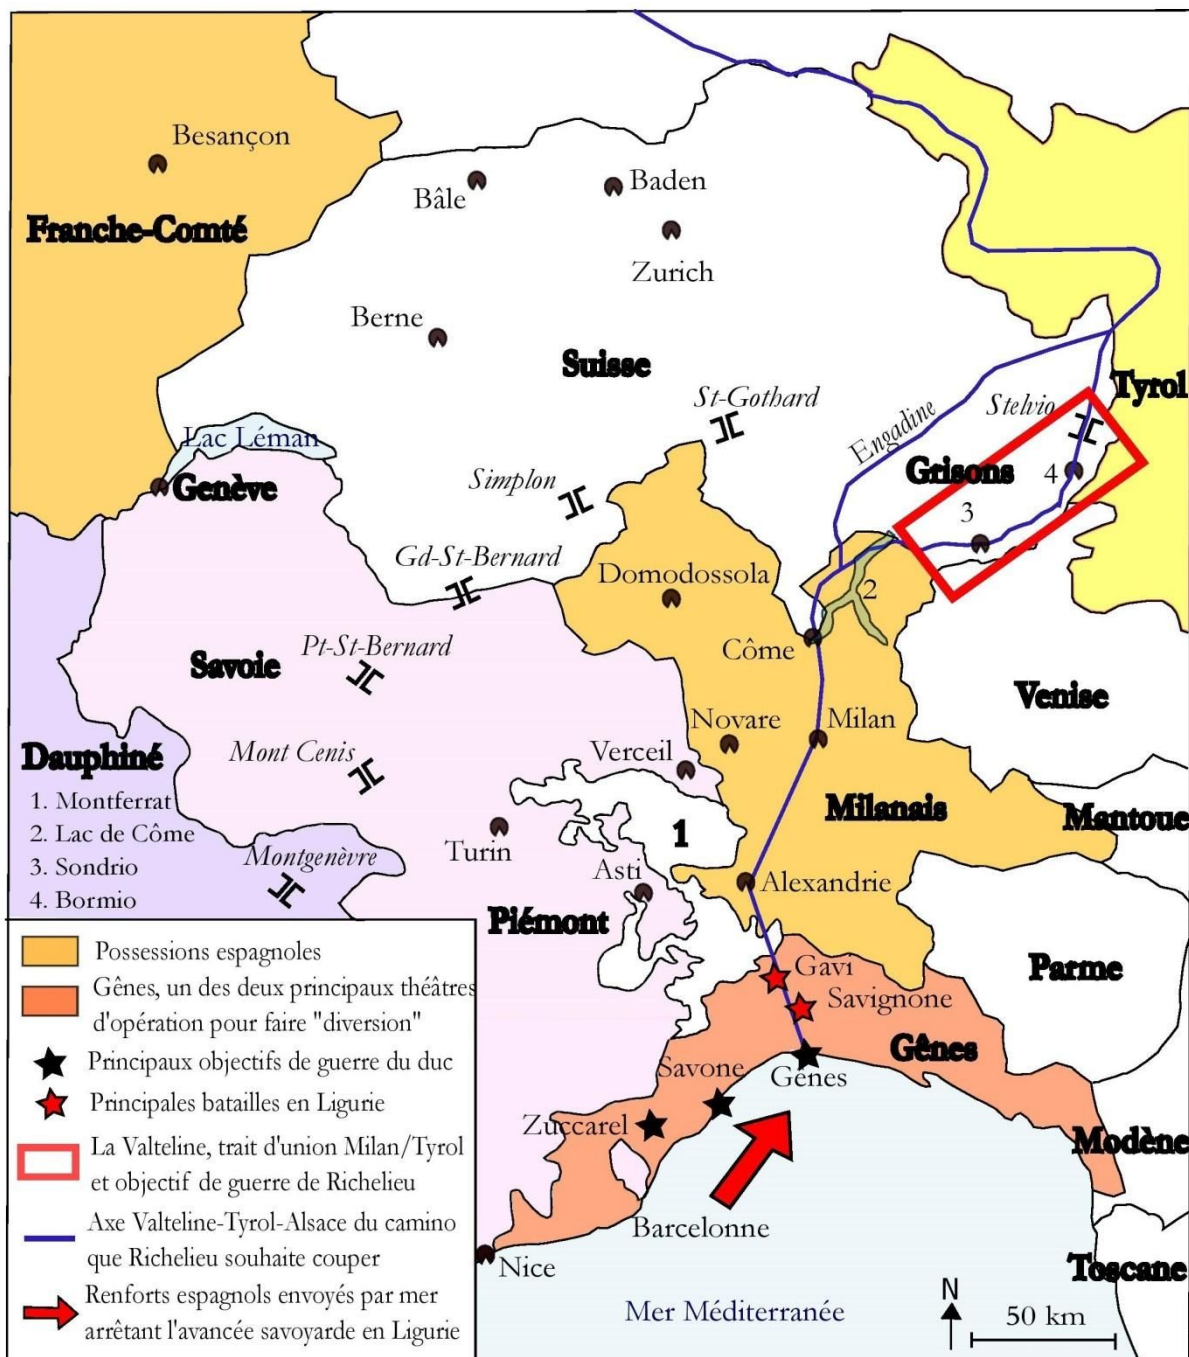 Besançon
Bâle
Baden
Franche-Comté
Zurich
Berne
Suisse
St-Gothard
Stelvio
Tyrol
Engadine
Lac Léman
Genève
Simplon
Grisons
4
3
Gd-St-Bernard
Domodossola
2
Pt-St-Bernard
Côme
Savoie
Venise
Novare
Milan
Mont Cenis
Verceil
Dauphiné
1. Montferrat
2. Lac de Côme
3. Sondrio
4. Bormio
Milanais
Mantoue
1
Turin
Montgenèvre
Asti
Alexandrie
Piémont
Gavi
Parme
Savignone
Gênes
Savone
Gênes
Zuccarel
Modène
Barcelonne
Nice
Toscane
Mer Méditerranée
N
50 km
Possessions espagnoles
Gênes, un des deux principaux théâtres
d'opération pour faire "diversion"
Principaux objectifs de guerre du duc
Principales batailles en Ligurie
La Valteline, trait d'union Milan/Tyrol
et objectif de guerre de Richelieu
Axe Valteline-Tyrol-Alsace du camino
que Richelieu souhaite couper
Renforts espagnols envoyés par mer
arrêtant l'avancée savoyarde en Ligurie